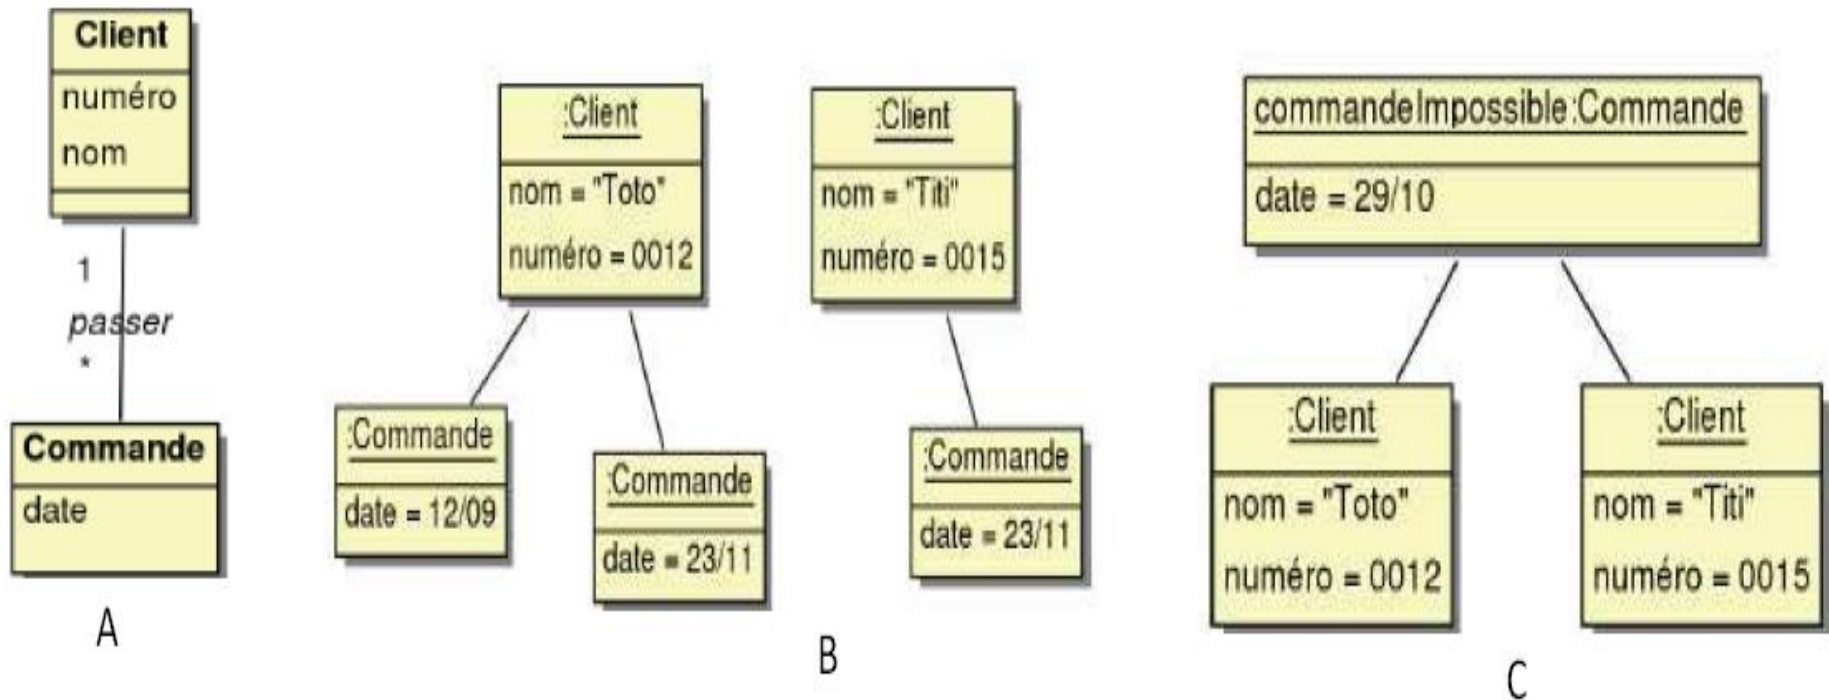 Client
numéro
nom
1
passer
*
Commande
date
A
:Client
nom = "Toto"
numéro = 0012
:Client
nom = "Titi"
numéro = 0015
:Commande
date = 12/09
:Commande
date = 23/11
:Commande
date = 23/11
B
commandeImpossible:Commande
date = 29/10
:Client
nom = "Toto"
numéro = 0012
:Client
nom = "Titi"
numéro = 0015
C